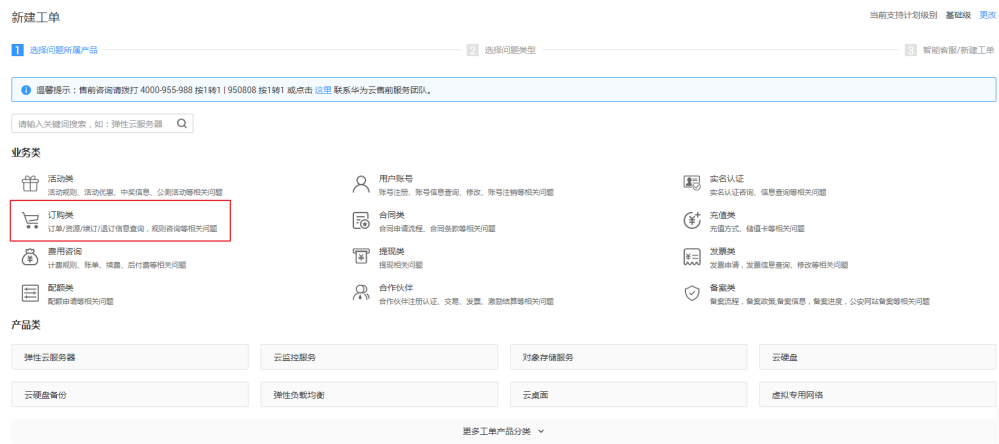 新建工单
当前支持计划级别 基础级 更改
1 选择问题所属产品
2 选择问题类型
3 智能客服/新建工单
温馨提示：售前咨询请拨打 4000-955-988 按1转1 | 950808 按1转1 或点击 这里 联系华为云售前服务团队。
请输入关键词搜索，如：弹性云服务器
业务类
活动类
活动规则、活动优惠、中奖信息、公测活动等相关问题
用户账号
账号注册、账号信息查询、修改、账号注销等相关问题
实名认证
实名认证咨询、信息查询等相关问题
订购类
订单/资源/续订/退订信息查询，规则咨询等相关问题
合同类
合同申请流程、合同条款等相关问题
充值类
充值方式、储值卡等相关问题
费用咨询
计费规则、账单、续费、后付费等相关问题
提现类
提现相关问题
发票类
发票申请，发票信息查询、修改等相关问题
配额类
配额申请等相关问题
合作伙伴
合作伙伴注册认证、交易、发票、激励结算等相关问题
备案类
备案流程，备案政策,备案信息，备案进度，公安网站备案等相关问题
产品类
弹性云服务器
云监控服务
对象存储服务
云硬盘
云硬盘备份
弹性负载均衡
云桌面
虚拟专用网络
更多工单产品分类